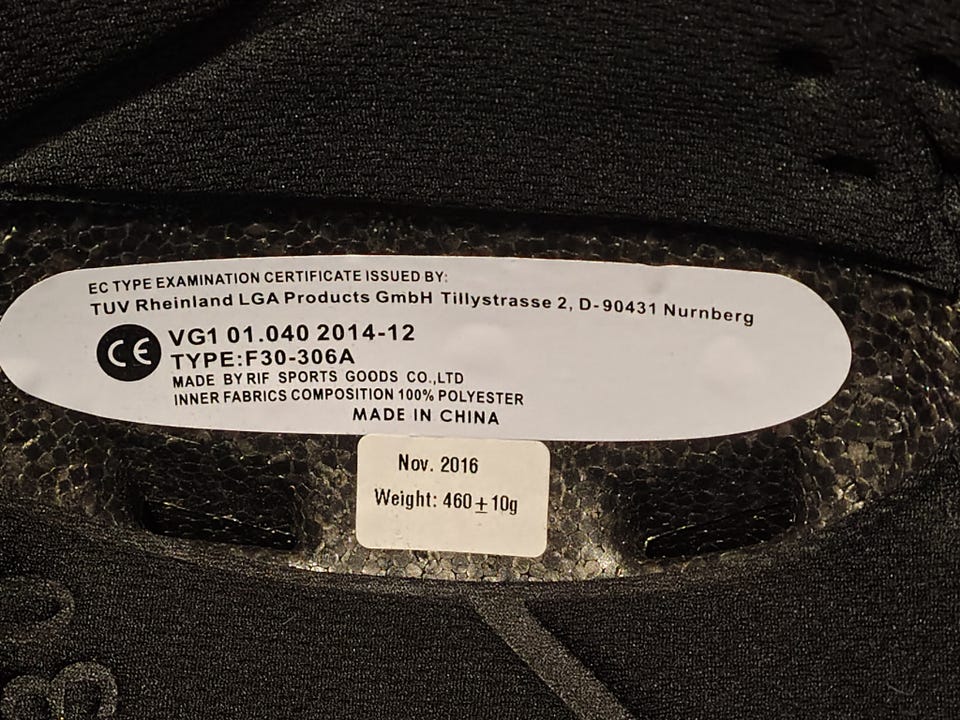 EC TYPE EXAMINATION CERTIFICATE ISSUED BY:
TUV Rheinland LGA Products GmbH Tillystrasse 2, D-90431 Nurnberg
CE
VG1 01.040 2014-12
TYPE:F30-306A
MADE BY RIF SPORTS GOODS CO.,LTD
INNER FABRICS COMPOSITION 100% POLYESTER
MADE IN CHINA
Nov. 2016
Weight: 460±10g